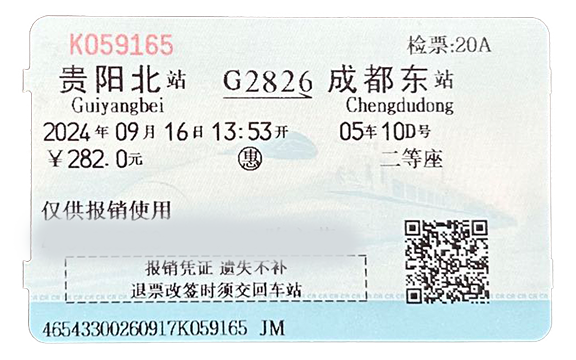 K059165 检票:20A
贵阳北站 G2826 成都东站
Guiyangbei Chengdudong
2024年09月16日13:53开 05车10D号
￥282.0元 惠 二等座
仅供报销使用
报销凭证 遗失不补
退票改签时须交回车站
46543300260917K059165 JM